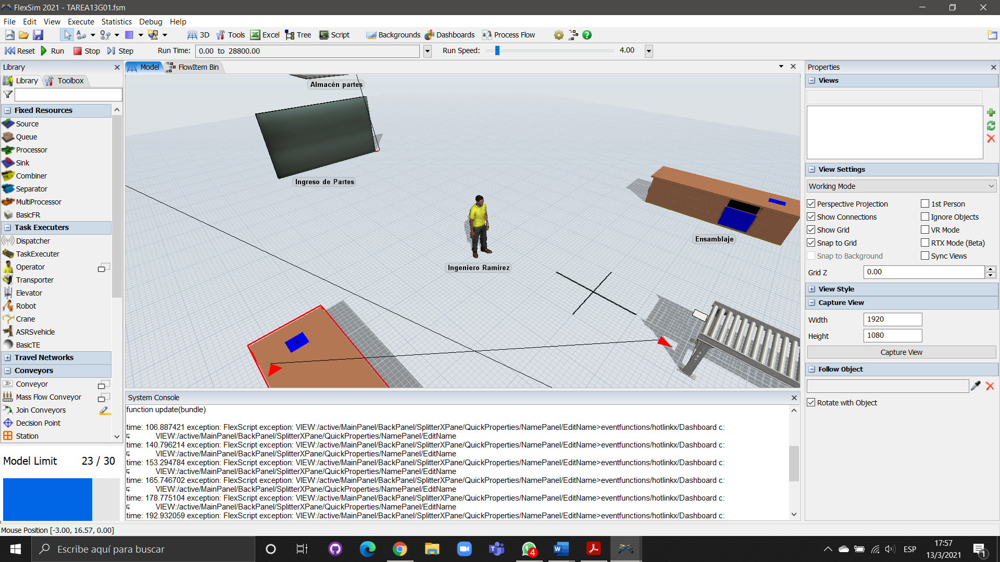 FlexSim 2021 - TAREA13G01.fsm
File Edit View Execute Statistics Debug Help
3D Tools Excel Tree Script Backgrounds Dashboards Process Flow
Reset Run Stop Step Run Time: 0.00 to 28800.00 Run Speed: 4.00
Library
Library Toolbox
Fixed Resources
Source
Queue
Processor
Sink
Combiner
Separator
MultiProcessor
BasicFR
Task Executers
Dispatcher
TaskExecuter
Operator
Transporter
Elevator
Robot
Crane
ASRSvehicle
BasicTE
Travel Networks
Conveyors
Conveyor
Mass Flow Conveyor
Join Conveyors
Decision Point
Station
Model Limit 23 / 30
Model FlowItem Bin
Almacén partes
Ingreso de Partes
Ensamblaje
Ingeniero Ramirez
System Console
function update(bundle)
time: 106.887421 exception: FlexScript exception: VIEW:/active/MainPanel/BackPanel/SplitterXPane/QuickProperties/NamePanel/EditName>eventfunctions/hotlinkx/Dashboard c:
VIEW:/active/MainPanel/BackPanel/SplitterXPane/QuickProperties/NamePanel/EditName
time: 140.796214 exception: FlexScript exception: VIEW:/active/MainPanel/BackPanel/SplitterXPane/QuickProperties/NamePanel/EditName>eventfunctions/hotlinkx/Dashboard c:
VIEW:/active/MainPanel/BackPanel/SplitterXPane/QuickProperties/NamePanel/EditName
time: 153.294784 exception: FlexScript exception: VIEW:/active/MainPanel/BackPanel/SplitterXPane/QuickProperties/NamePanel/EditName>eventfunctions/hotlinkx/Dashboard c:
VIEW:/active/MainPanel/BackPanel/SplitterXPane/QuickProperties/NamePanel/EditName
time: 165.746702 exception: FlexScript exception: VIEW:/active/MainPanel/BackPanel/SplitterXPane/QuickProperties/NamePanel/EditName>eventfunctions/hotlinkx/Dashboard c:
VIEW:/active/MainPanel/BackPanel/SplitterXPane/QuickProperties/NamePanel/EditName
time: 178.775104 exception: FlexScript exception: VIEW:/active/MainPanel/BackPanel/SplitterXPane/QuickProperties/NamePanel/EditName>eventfunctions/hotlinkx/Dashboard c:
VIEW:/active/MainPanel/BackPanel/SplitterXPane/QuickProperties/NamePanel/EditName
time: 192.932059 exception: FlexScript exception: VIEW:/active/MainPanel/BackPanel/SplitterXPane/QuickProperties/NamePanel/EditName>eventfunctions/hotlinkx/Dashboard c:
Properties
Views
View Settings
Working Mode
Perspective Projection 1st Person
Show Connections Ignore Objects
Show Grid VR Mode
Snap to Grid RTX Mode (Beta)
Snap to Background Sync Views
Grid Z 0.00
View Style
Capture View
Width 1920
Height 1080
Capture View
Follow Object
Rotate with Object
Mouse Position [-3.00, 16.57, 0.00]
Escribe aquí para buscar
4
ESP
17:57
13/3/2021
1